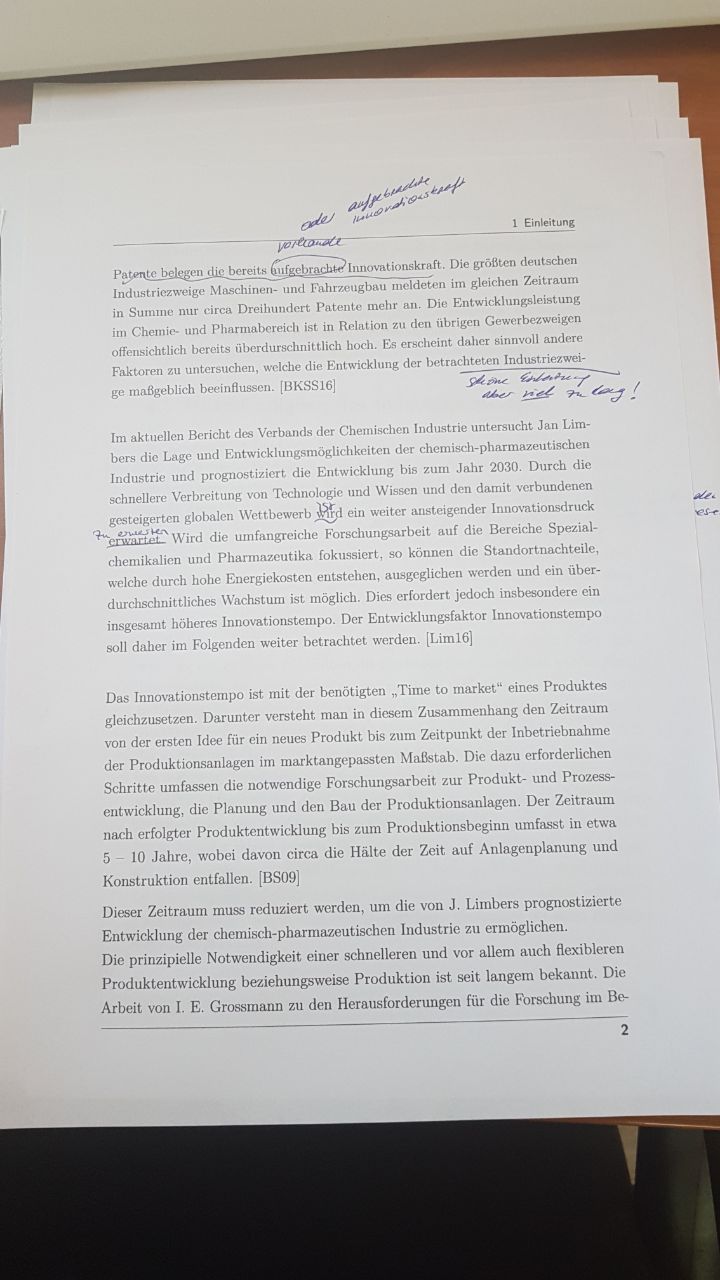 oder aufgebrachte
Innovationskraft
1 Einleitung
vorhandene
Patente belegen die bereits aufgebrachte Innovationskraft. Die größten deutschen
Industriezweige Maschinen- und Fahrzeugbau meldeten im gleichen Zeitraum
in Summe nur circa Dreihundert Patente mehr an. Die Entwicklungsleistung
im Chemie- und Pharmabereich ist in Relation zu den übrigen Gewerbezweigen
offensichtlich bereits überdurschnittlich hoch. Es erscheint daher sinnvoll andere
Faktoren zu untersuchen, welche die Entwicklung der betrachteten Industriezwei-
ge maßgeblich beeinflussen. [BKSS16]
schöne Einleitung
aber viel zu lang!
Im aktuellen Bericht des Verbands der Chemischen Industrie untersucht Jan Lim-
bers die Lage und Entwicklungsmöglichkeiten der chemisch-pharmazeutischen
Industrie und prognostiziert die Entwicklung bis zum Jahr 2030. Durch die
schnellere Verbreitung von Technologie und Wissen und den damit verbundenen
ist
gesteigerten globalen Wettbewerb wird ein weiter ansteigender Innovationsdruck
zu erwarten
erwartet. Wird die umfangreiche Forschungsarbeit auf die Bereiche Spezial-
chemikalien und Pharmazeutika fokussiert, so können die Standortnachteile,
welche durch hohe Energiekosten entstehen, ausgeglichen werden und ein über-
durchschnittliches Wachstum ist möglich. Dies erfordert jedoch insbesondere ein
insgesamt höheres Innovationstempo. Der Entwicklungsfaktor Innovationstempo
soll daher im Folgenden weiter betrachtet werden. [Lim16]
Das Innovationstempo ist mit der benötigten „Time to market“ eines Produktes
gleichzusetzen. Darunter versteht man in diesem Zusammenhang den Zeitraum
von der ersten Idee für ein neues Produkt bis zum Zeitpunkt der Inbetriebnahme
der Produktionsanlagen im marktangepassten Maßstab. Die dazu erforderlichen
Schritte umfassen die notwendige Forschungsarbeit zur Produkt- und Prozess-
entwicklung, die Planung und den Bau der Produktionsanlagen. Der Zeitraum
nach erfolgter Produktentwicklung bis zum Produktionsbeginn umfasst in etwa
5 – 10 Jahre, wobei davon circa die Hälte der Zeit auf Anlagenplanung und
Konstruktion entfallen. [BS09]
Dieser Zeitraum muss reduziert werden, um die von J. Limbers prognostizierte
Entwicklung der chemisch-pharmazeutischen Industrie zu ermöglichen.
Die prinzipielle Notwendigkeit einer schnelleren und vor allem auch flexibleren
Produktentwicklung beziehungsweise Produktion ist seit langem bekannt. Die
Arbeit von I. E. Grossmann zu den Herausforderungen für die Forschung im Be-
2